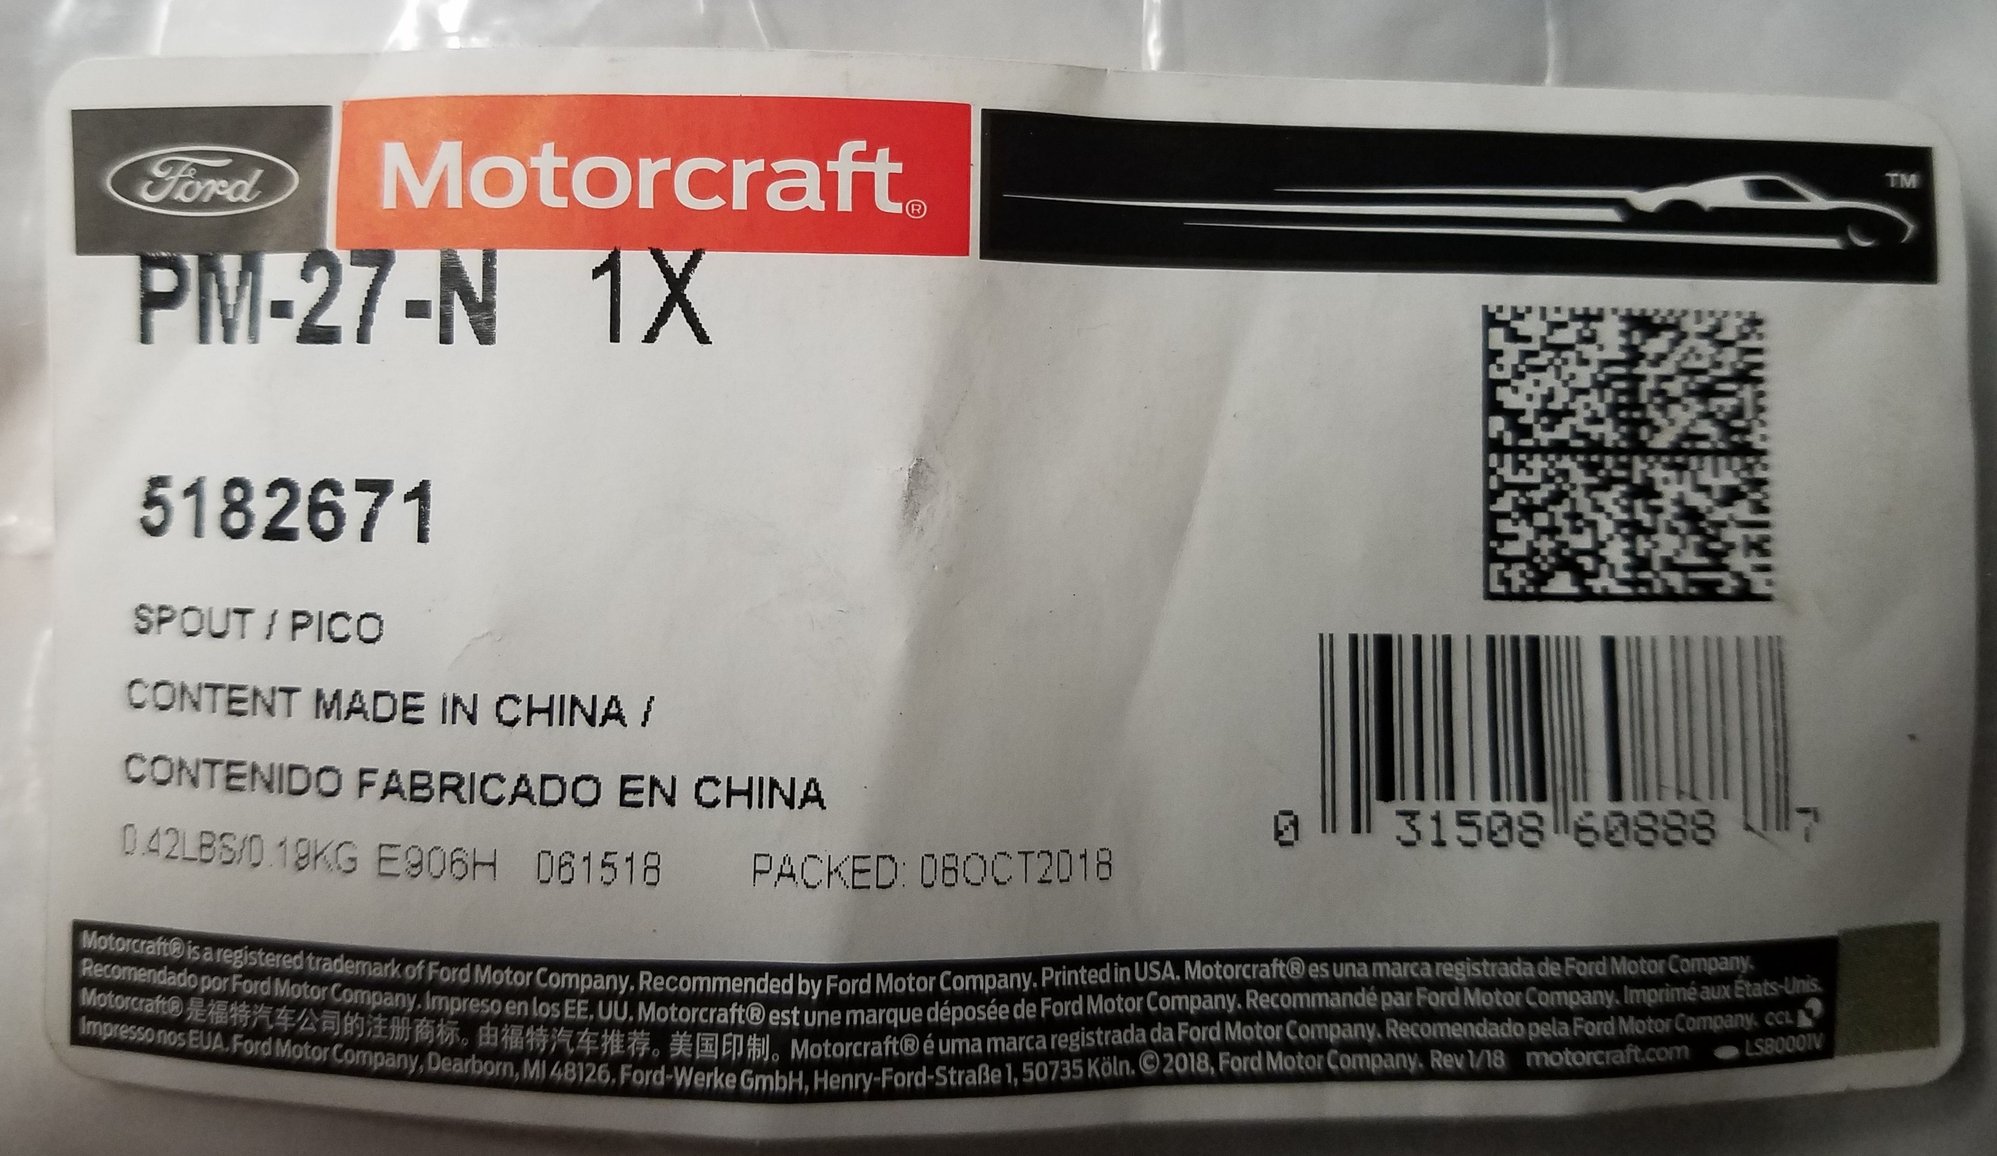 Ford
Motorcraft®
™
PM-27-N 1X
5182671
SPOUT / PICO
CONTENT MADE IN CHINA /
CONTENIDO FABRICADO EN CHINA
0.42LBS/0.19KG E906H 061518 PACKED: 08OCT2018
0 31508 60888 7
Motorcraft® is a registered trademark of Ford Motor Company. Recommended by Ford Motor Company. Printed in USA. Motorcraft® es una marca registrada de Ford Motor Company.
Recomendado por Ford Motor Company. Impreso en los EE. UU. Motorcraft® est une marque déposée de Ford Motor Company. Recommandé par Ford Motor Company. Imprimé aux États-Unis.
Motorcraft® 是福特汽车公司的注册商标。由福特汽车推荐。美国印制。Motorcraft® é uma marca registrada da Ford Motor Company. Recomendado pela Ford Motor Company. CCL
Impresso nos EUA. Ford Motor Company, Dearborn, MI 48126. Ford-Werke GmbH, Henry-Ford-Straße 1, 50735 Köln. © 2018, Ford Motor Company. Rev 1/18 motorcraft.com LSB0001V